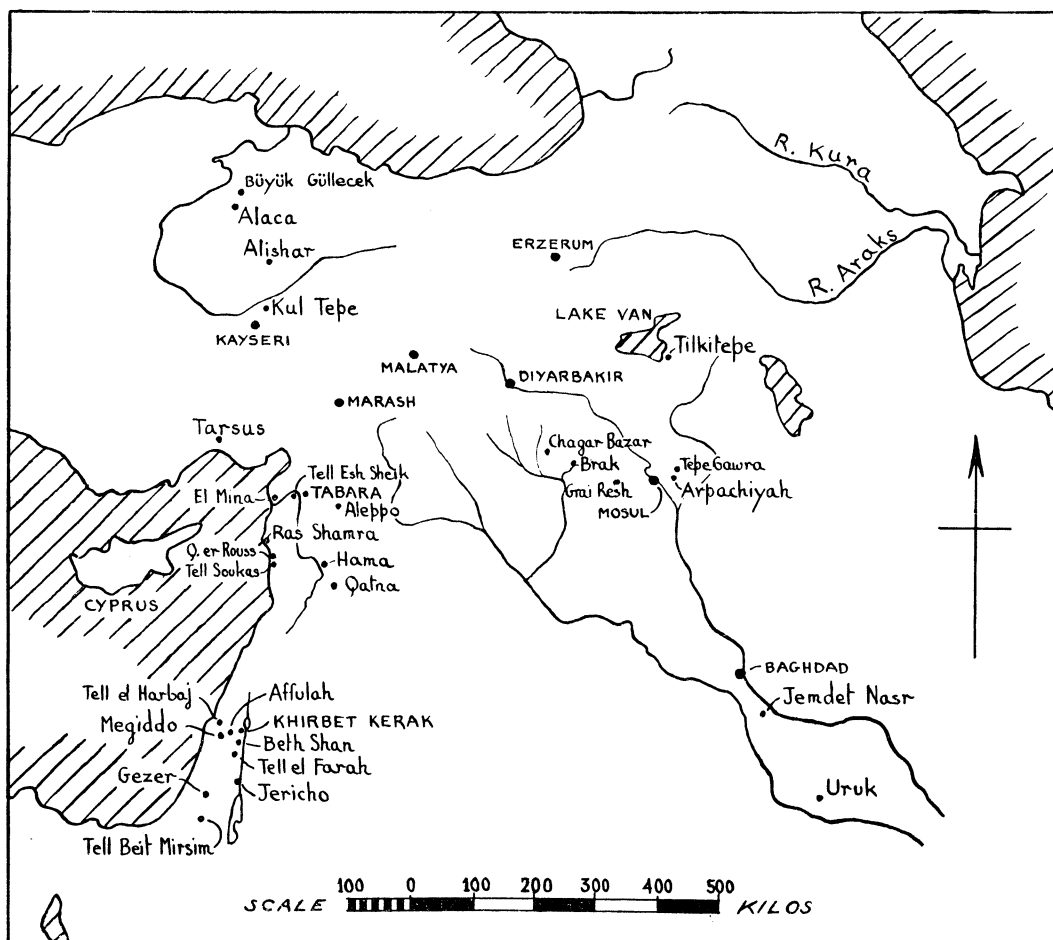 R. Kura
Büyük Güllecek
Alaca
Alishar
ERZERUM
R. Araks
Kul Tepe
LAKE VAN
KAYSERI
Tilkitepe
MALATYA
DIYARBAKIR
MARASH
Tarsus
Chagar Bazar
Tell Esh Sheik
Brak
Tepe Gawra
El Mina
TABARA
Grai Resh
Arpachiyah
Aleppo
MOSUL
Ras Shamra
Q. er Rouss
Hama
Tell Soukas
Qatna
CYPRUS
BAGHDAD
Tell el Harbaj
Affulah
Jemdet Nasr
Megiddo
KHIRBET KERAK
Beth Shan
Tell el Farah
Gezer
Jericho
Uruk
Tell Beit Mirsim
100 0 100 200 300 400 500
SCALE KILOS